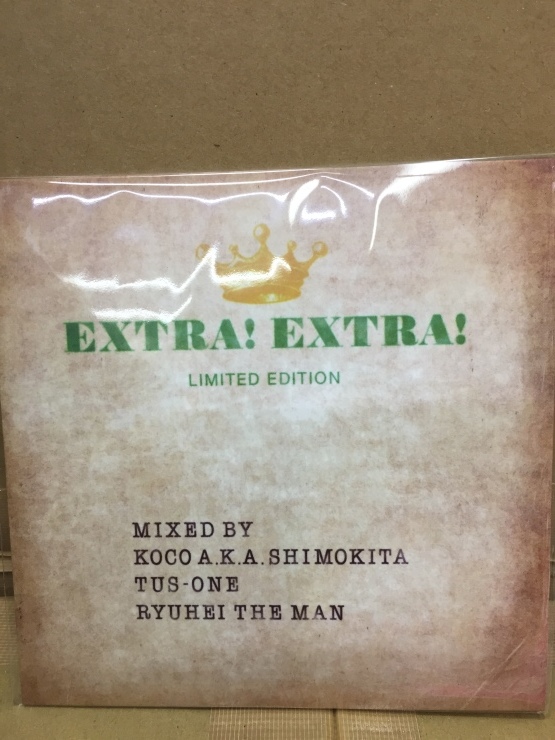 EXTRA! EXTRA!
LIMITED EDITION
MIXED BY
KOCO A.K.A. SHIMOKITA
TUS-ONE
RYUHEI THE MAN